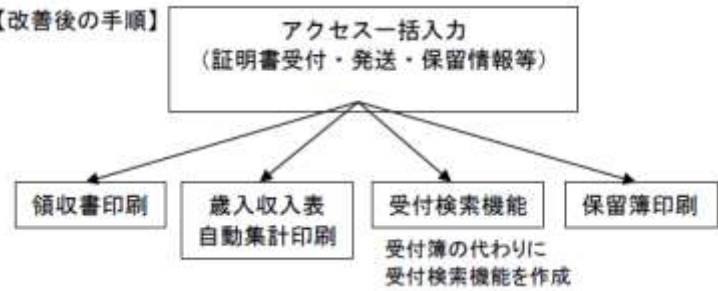 【改善後の手順】
アクセス一括入力
（証明書受付・発送・保留情報等）
領収書印刷
歳入収入表
自動集計印刷
受付検索機能
保留簿印刷
受付簿の代わりに
受付検索機能を作成